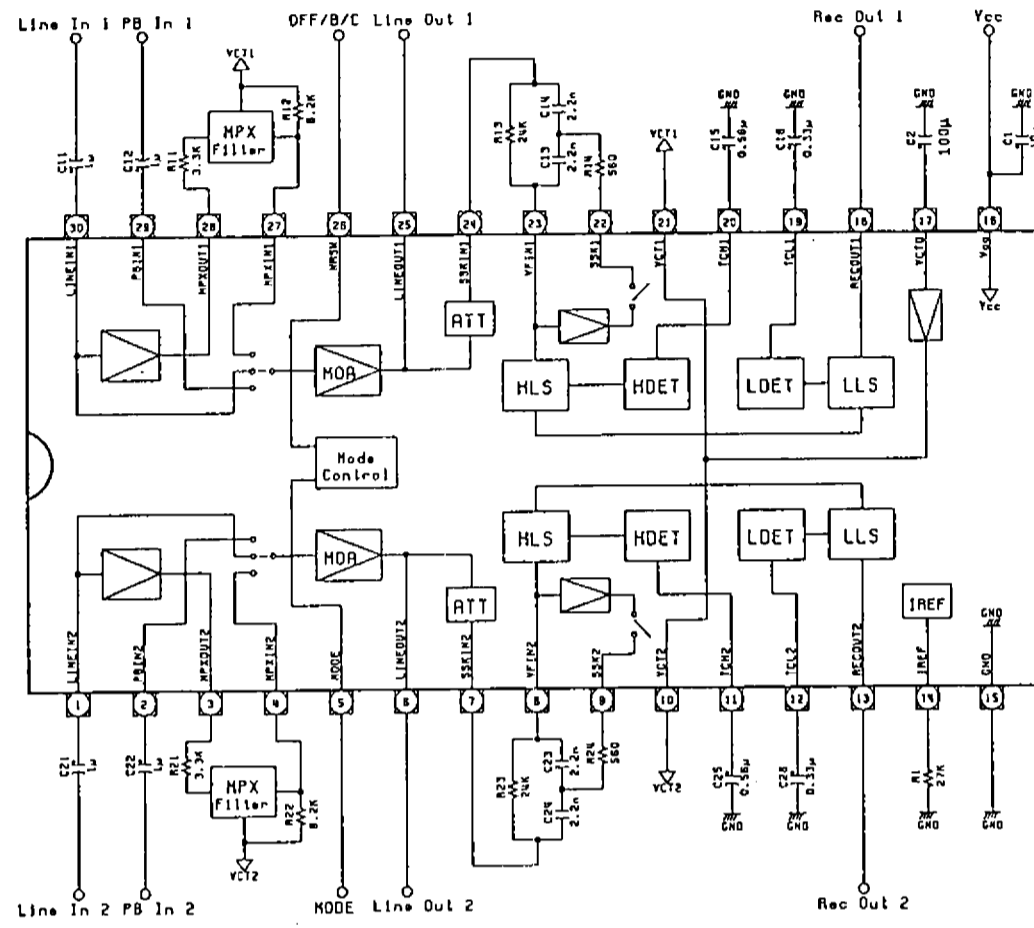 Line In 1 PB In 1 OFF/B/C Line Out 1 Rec Out 1 Vcc
VCT1
MPX
Filter
R12
8.2K
R11
3.3K
C11
1μ
C12
1μ
R13
24K
C14
2.2n
C13
2.2n
R14
560
VCT1
GND
C15
0.56μ
GND
C16
0.33μ
GND
C2
100μ
GND
C1
30 29 28 27 26 25 24 23 22 21 20 19 18 17 16
LINEIN1
PBIN1
MPXOUT1
MPXIN1
NRSW
LINEOUT1
SSKIN1
VFIN1
SSK1
VCT1
TCH1
TCL1
RECOUT1
Vcc
ATT
MOA
HLS
HDET
LDET
LLS
Mode
Control
HLS
HDET
LDET
LLS
MOA
ATT
IREF
GND
LINEIN2
PBIN2
MPXOUT2
MPXIN2
MODE
LINEOUT2
SSKIN2
VFIN2
SSK2
VCT2
TCH2
TCL2
RECOUT2
IREF
GND
1 2 3 4 5 6 7 8 9 10 11 12 13 14 15
C21
1μ
C22
1μ
R21
3.3K
MPX
Filter
R22
8.2K
VCT2
R23
24K
C23
2.2n
C24
2.2n
R24
560
VCT2
0.56μ
GND
0.33μ
GND
R1
27K
GND
GND
Line In 2 PB In 2 MODE Line Out 2 Rec Out 2